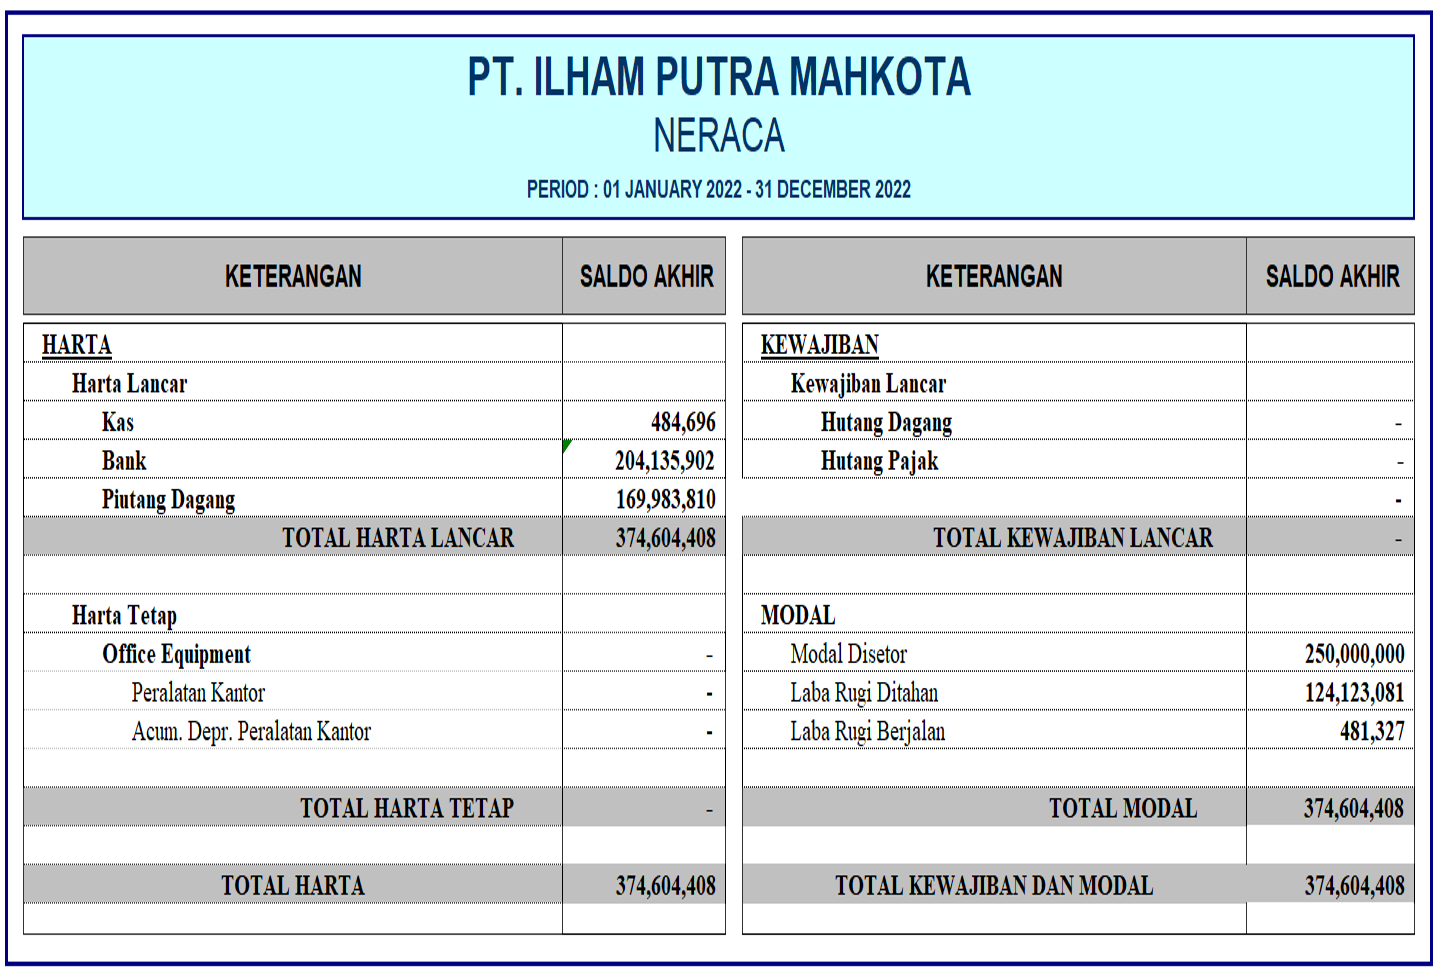 PT. ILHAM PUTRA MAHKOTA
NERACA
PERIOD : 01 JANUARY 2022 - 31 DECEMBER 2022
KETERANGAN SALDO AKHIR
HARTA
Harta Lancar
Kas 484,696
Bank 204,135,902
Piutang Dagang 169,983,810
TOTAL HARTA LANCAR 374,604,408
Harta Tetap
Office Equipment -
Peralatan Kantor -
Acum. Depr. Peralatan Kantor -
TOTAL HARTA TETAP -
TOTAL HARTA 374,604,408
KETERANGAN SALDO AKHIR
KEWAJIBAN
Kewajiban Lancar
Hutang Dagang -
Hutang Pajak -
-
TOTAL KEWAJIBAN LANCAR -
MODAL
Modal Disetor 250,000,000
Laba Rugi Ditahan 124,123,081
Laba Rugi Berjalan 481,327
TOTAL MODAL 374,604,408
TOTAL KEWAJIBAN DAN MODAL 374,604,408